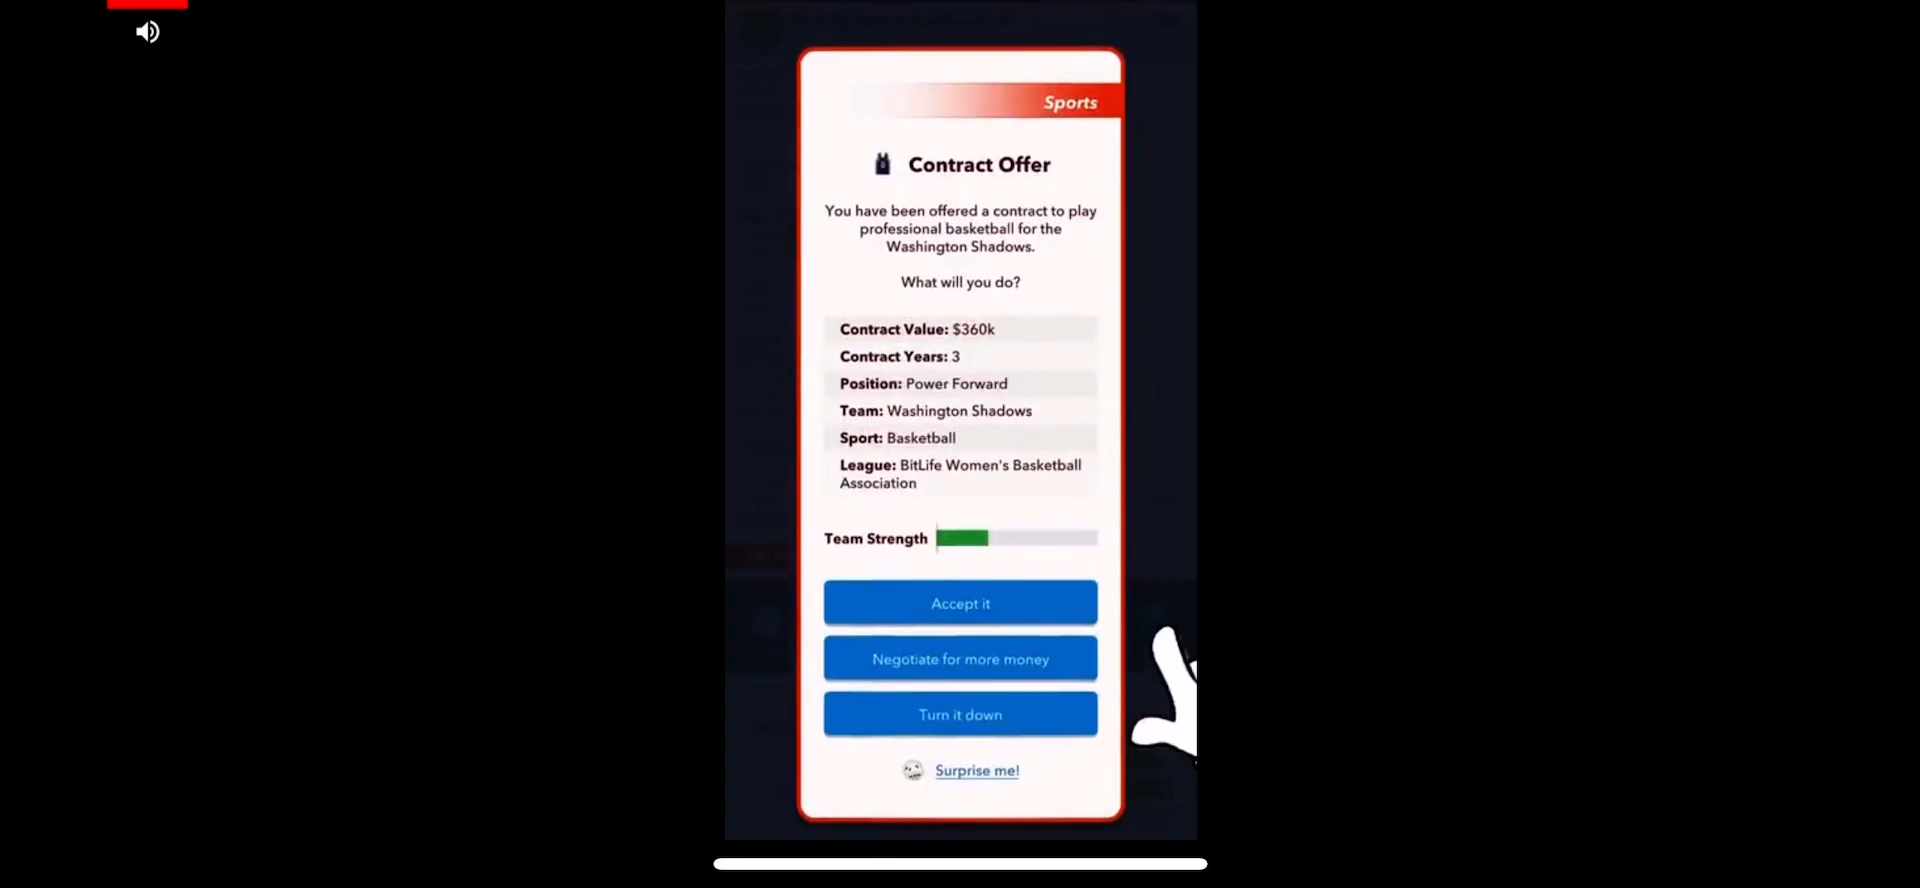 Sports
Contract Offer
You have been offered a contract to play
professional basketball for the
Washington Shadows.
What will you do?
Contract Value: $360k
Contract Years: 3
Position: Power Forward
Team: Washington Shadows
Sport: Basketball
League: BitLife Women's Basketball
Association
Team Strength
Accept it
Negotiate for more money
Turn it down
Surprise me!